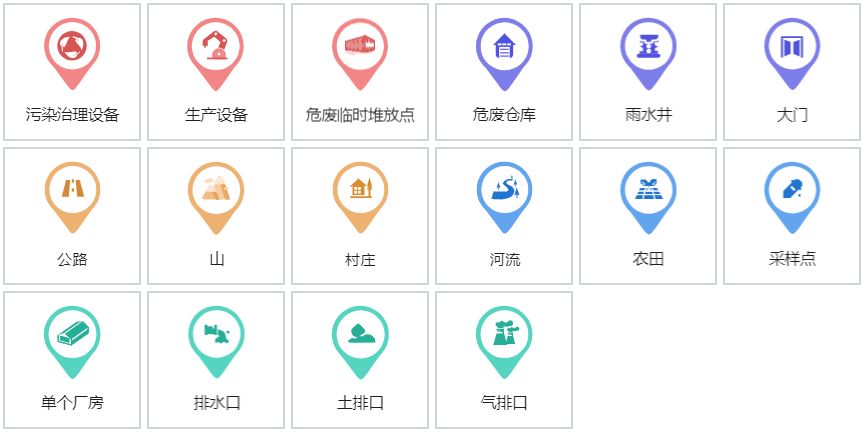 污染治理设备
生产设备
危废临时堆放点
危废仓库
雨水井
大门
公路
山
村庄
河流
农田
采样点
单个厂房
排水口
土排口
气排口